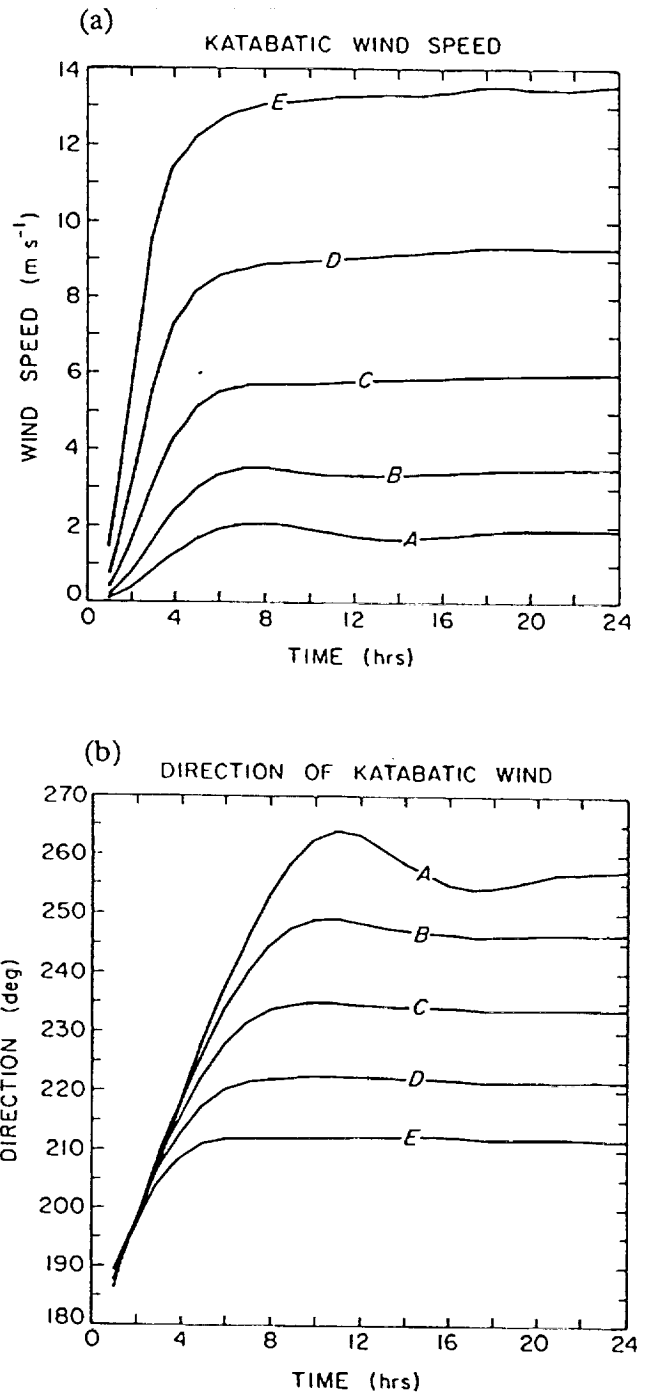 (a)
KATABATIC WIND SPEED
14
12
10
8
6
4
2
0
WIND SPEED (m s⁻¹)
E
D
C
B
A
0 4 8 12 16 20 24
TIME (hrs)
(b)
DIRECTION OF KATABATIC WIND
270
260
250
240
230
220
210
200
190
180
DIRECTION (deg)
A
B
C
D
E
0 4 8 12 16 20 24
TIME (hrs)